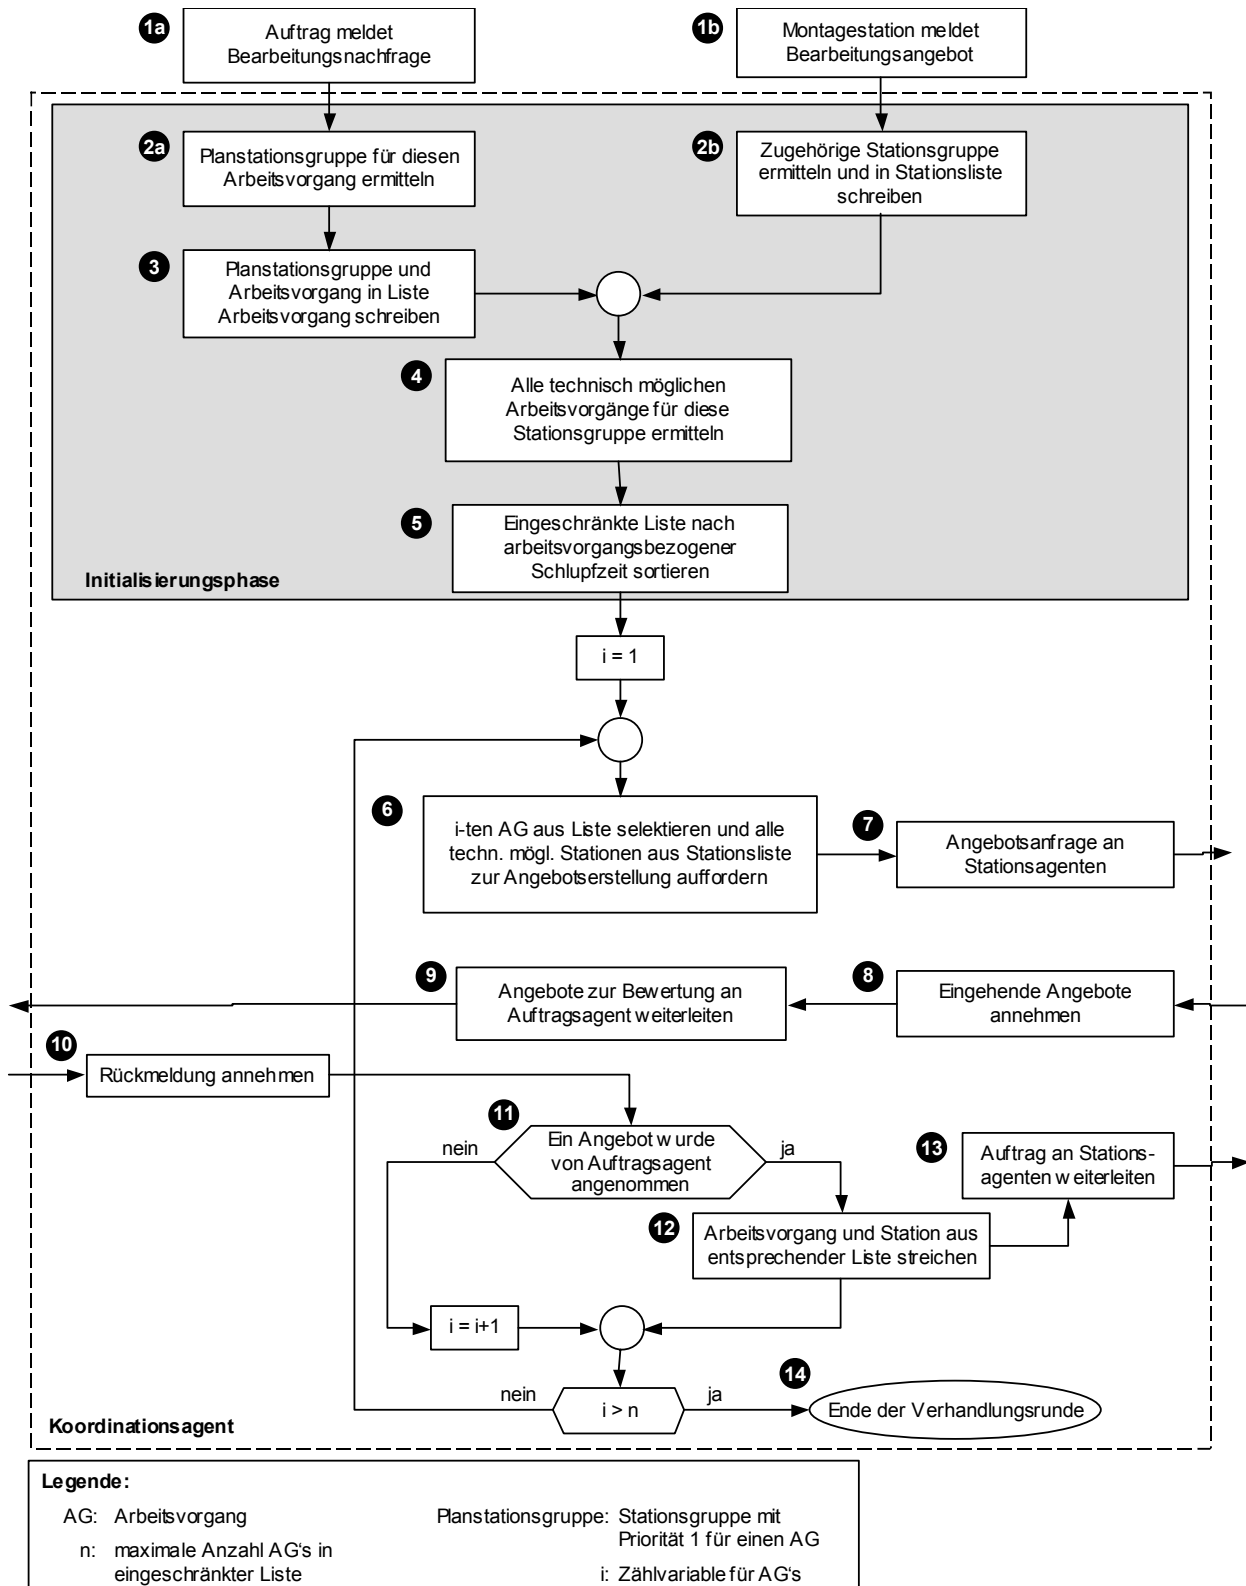 1a
Auftrag meldet
Bearbeitungsnachfrage
1b
Montagestation meldet
Bearbeitungsangebot
2a
Planstationsgruppe für diesen
Arbeitsvorgang ermitteln
2b
Zugehörige Stationsgruppe
ermitteln und in Stationsliste
schreiben
3
Planstationsgruppe und
Arbeitsvorgang in Liste
Arbeitsvorgang schreiben
4
Alle technisch möglichen
Arbeitsvorgänge für diese
Stationsgruppe ermitteln
5
Eingeschränkte Liste nach
arbeitsvorgangsbezogener
Schlupfzeit sortieren
Initialisierungsphase
i = 1
6
i-ten AG aus Liste selektieren und alle
techn. mögl. Stationen aus Stationsliste
zur Angebotserstellung auffordern
7
Angebotsanfrage an
Stationsagenten
9
Angebote zur Bewertung an
Auftragsagent weiterleiten
8
Eingehende Angebote
annehmen
10
Rückmeldung annehmen
11
nein
Ein Angebot wurde
von Auftragsagent
angenommen
ja
13
Auftrag an Stations-
agenten weiterleiten
12
Arbeitsvorgang und Station aus
entsprechender Liste streichen
i = i+1
nein
i > n
ja
14
Ende der Verhandlungsrunde
Koordinationsagent
Legende:
AG: Arbeitsvorgang
n: maximale Anzahl AG's in
eingeschränkter Liste
Planstationsgruppe: Stationsgruppe mit
Priorität 1 für einen AG
i: Zählvariable für AG's